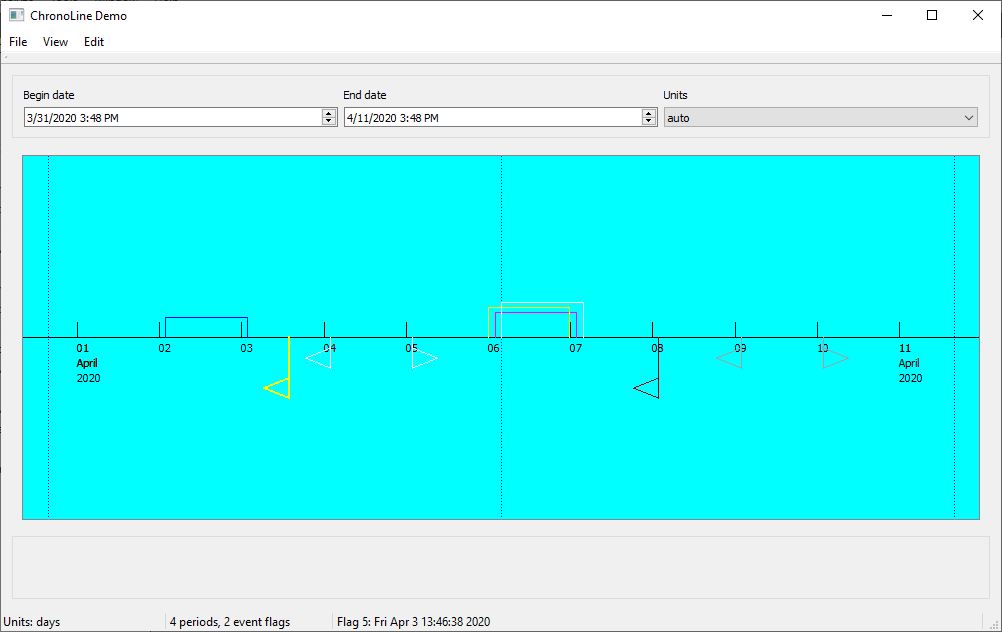 ChronoLine Demo
File View Edit
Begin date End date Units
3/31/2020 3:48 PM 4/11/2020 3:48 PM auto
01 02 03 04 05 06 07 08 09 10 11
April April
2020 2020
Units: days 4 periods, 2 event flags Flag 5: Fri Apr 3 13:46:38 2020